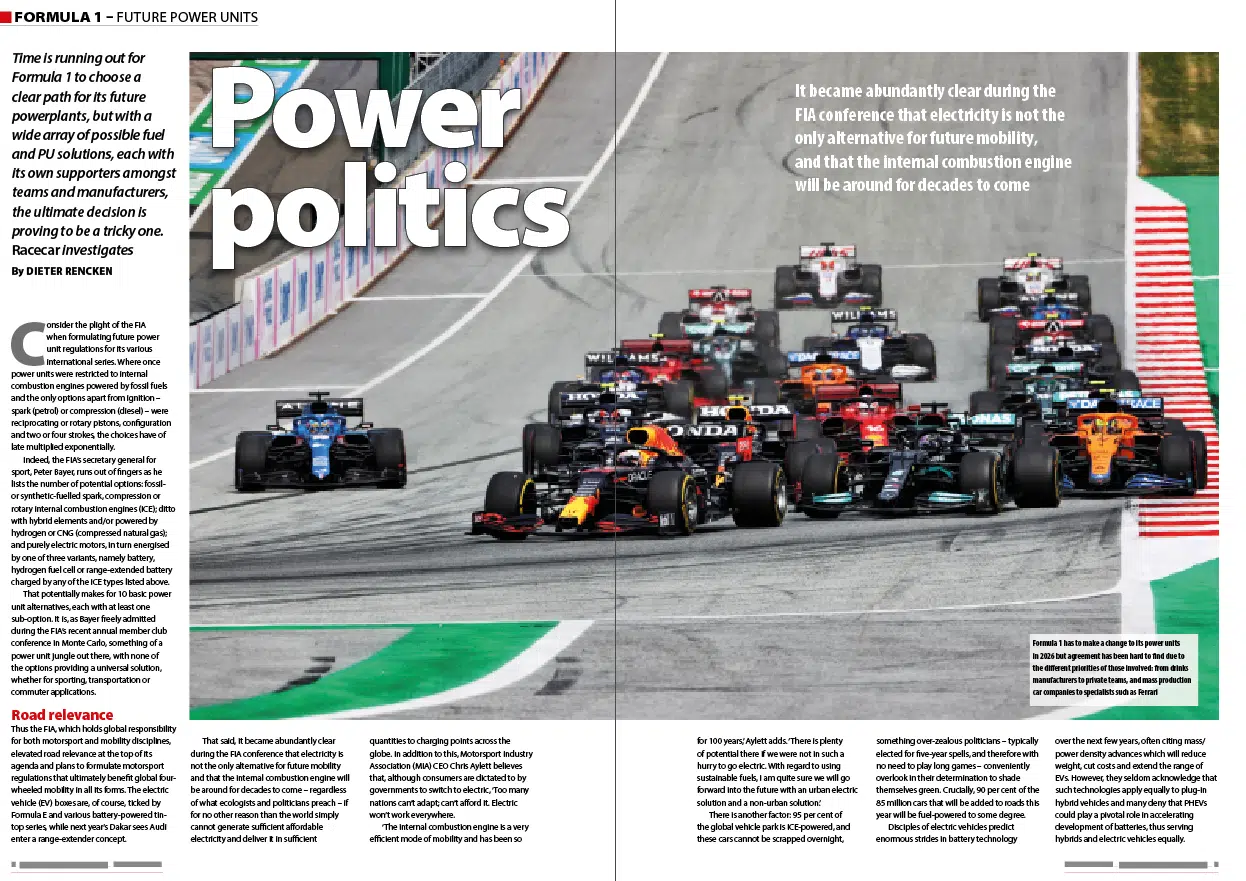 FORMULA 1 – FUTURE POWER UNITS
Time is running out for
Formula 1 to choose a
clear path for its future
powerplants, but with a
wide array of possible fuel
and PU solutions, each with
its own supporters amongst
teams and manufacturers,
the ultimate decision is
proving to be a tricky one.
Racecar investigates
By DIETER RENCKEN
Power
politics
It became abundantly clear during the
FIA conference that electricity is not the
only alternative for future mobility,
and that the internal combustion engine
will be around for decades to come
WILLIAMS
WILLIAMS
HONDA
HONDA
HONDA
HONDA
Formula 1 has to make a change to its power units
in 2026 but agreement has been hard to find due to
the different priorities of those involved: from drinks
manufacturers to private teams, and mass production
car companies to specialists such as Ferrari
Consider the plight of the FIA
when formulating future power
unit regulations for its various
international series. Where once
power units were restricted to internal
combustion engines powered by fossil fuels
and the only options apart from ignition –
spark (petrol) or compression (diesel) – were
reciprocating or rotary pistons, configuration
and two or four strokes, the choices have of
late multiplied exponentially.
Indeed, the FIA's secretary general for
sport, Peter Bayer, runs out of fingers as he
lists the number of potential options: fossil-
or synthetic-fuelled spark, compression or
rotary internal combustion engines (ICE); ditto
with hybrid elements and/or powered by
hydrogen or CNG (compressed natural gas);
and purely electric motors, in turn energised
by one of three variants, namely battery,
hydrogen fuel cell or range-extended battery
charged by any of the ICE types listed above.
That potentially makes for 10 basic power
unit alternatives, each with at least one
sub-option. It is, as Bayer freely admitted
during the FIA's recent annual member club
conference in Monte Carlo, something of a
power unit jungle out there, with none of
the options providing a universal solution,
whether for sporting, transportation or
commuter applications.
Road relevance
Thus the FIA, which holds global responsibility
for both motorsport and mobility disciplines,
elevated road relevance at the top of its
agenda and plans to formulate motorsport
regulations that ultimately benefit global four-
wheeled mobility in all its forms. The electric
vehicle (EV) boxes are, of course, ticked by
Formula E and various battery-powered tin-
top series, while next year's Dakar sees Audi
enter a range-extender concept.
That said, it became abundantly clear
during the FIA conference that electricity is
not the only alternative for future mobility
and that the internal combustion engine will
be around for decades to come – regardless
of what ecologists and politicians preach – if
for no other reason than the world simply
cannot generate sufficient affordable
electricity and deliver it in sufficient
quantities to charging points across the
globe. In addition to this, Motorsport Industry
Association (MIA) CEO Chris Aylett believes
that, although consumers are dictated to by
governments to switch to electric, 'Too many
nations can't adapt; can't afford it. Electric
won't work everywhere.
'The internal combustion engine is a very
efficient mode of mobility and has been so
for 100 years,' Aylett adds. 'There is plenty
of potential there if we were not in such a
hurry to go electric. With regard to using
sustainable fuels, I am quite sure we will go
forward into the future with an urban electric
solution and a non-urban solution.'
There is another factor: 95 per cent of
the global vehicle park is ICE-powered, and
these cars cannot be scrapped overnight,
something over-zealous politicians – typically
elected for five-year spells, and therefore with
no need to play long games – conveniently
overlook in their determination to shade
themselves green. Crucially, 90 per cent of the
85 million cars that will be added to roads this
year will be fuel-powered to some degree.
Disciples of electric vehicles predict
enormous strides in battery technology
over the next few years, often citing mass/
power density advances which will reduce
weight, cut costs and extend the range of
EVs. However, they seldom acknowledge that
such technologies apply equally to plug-in
hybrid vehicles and many deny that PHEVs
could play a pivotal role in accelerating
development of batteries, thus serving
hybrids and electric vehicles equally.